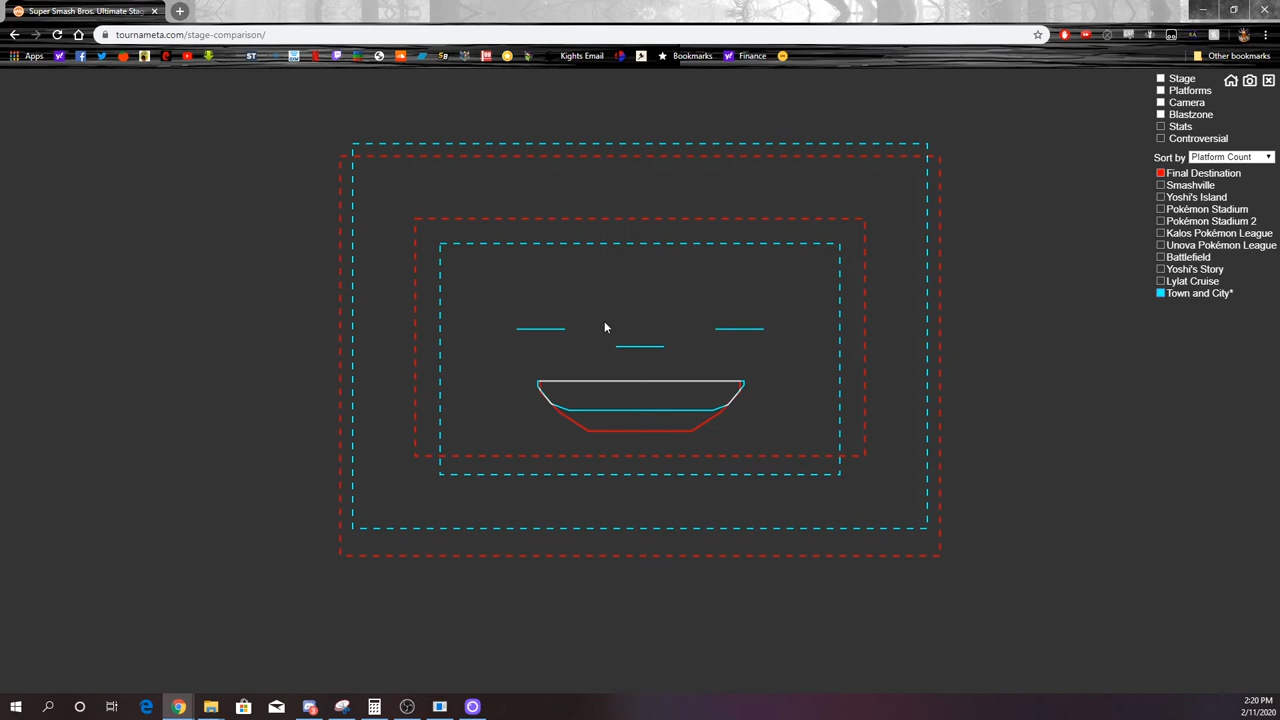 Super Smash Bros. Ultimate Stag
tournameta.com/stage-comparison/
Apps
ST
SB
Kights Email
Bookmarks
Finance
Other bookmarks
Stage
Platforms
Camera
Blastzone
Stats
Controversial
Sort by Platform Count
Final Destination
Smashville
Yoshi's Island
Pokémon Stadium
Pokémon Stadium 2
Kalos Pokémon League
Unova Pokémon League
Battlefield
Yoshi's Story
Lylat Cruise
Town and City*
2:20 PM
2/11/2020